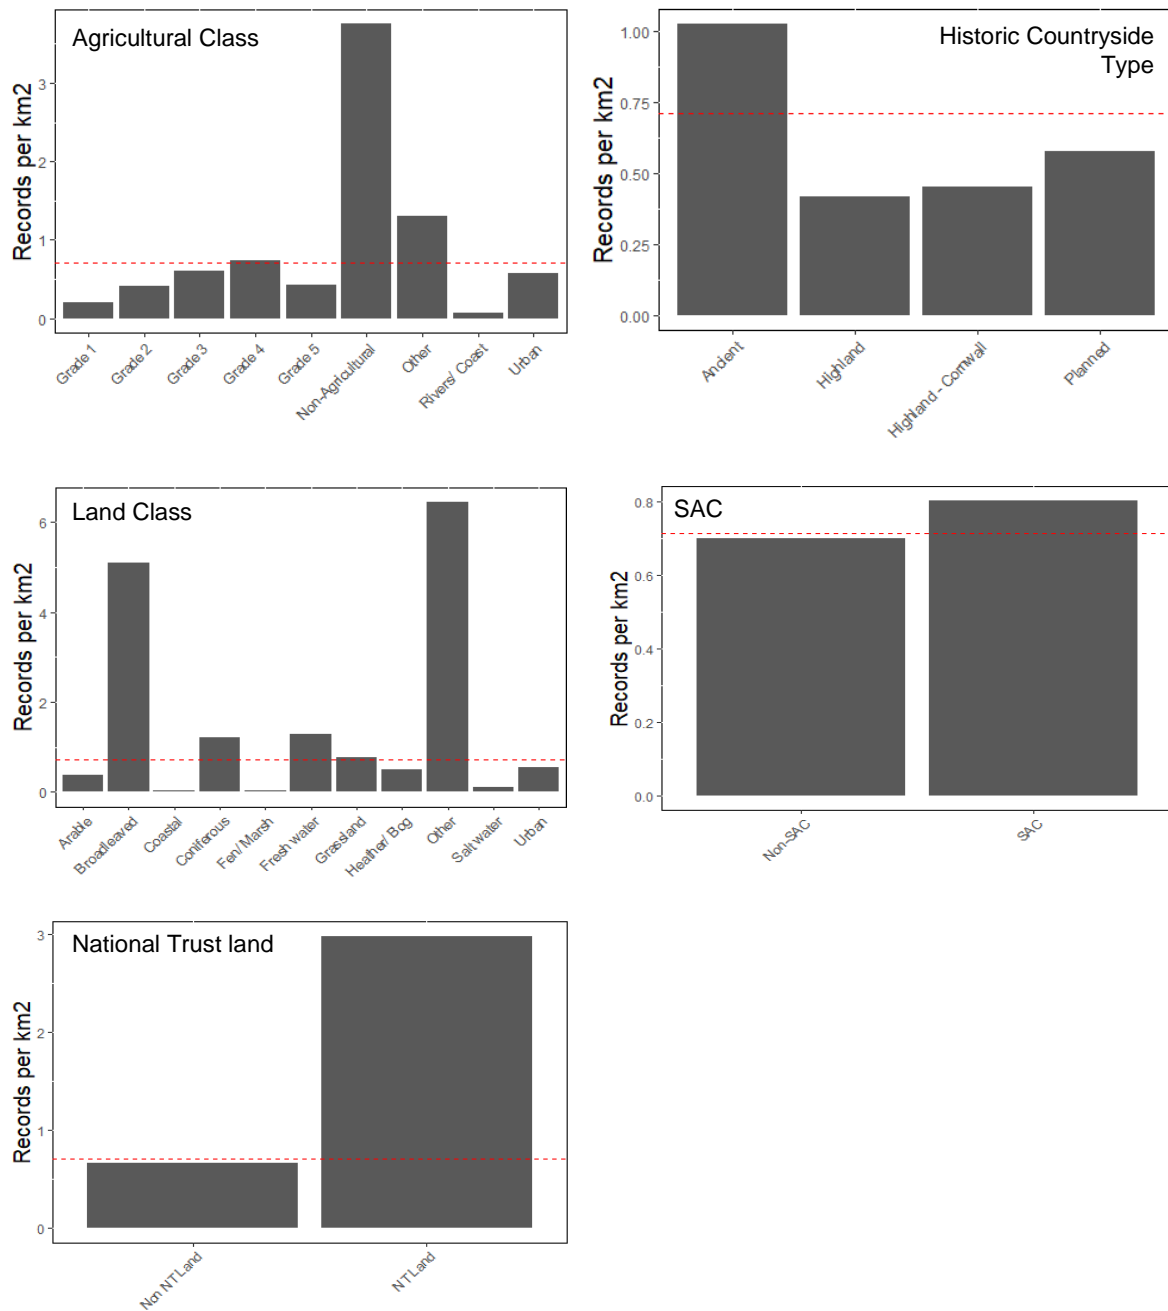 Agricultural Class
Records per km2
3
2
1
0
Grade 1
Grade 2
Grade 3
Grade 4
Grade 5
Non-Agricultural
Other
Rivers/ Coast
Urban
Historic Countryside
Type
Records per km2
1.00
0.75
0.50
0.25
0.00
Ancient
Highland
Highland - Cornwall
Planned
Land Class
Records per km2
6
4
2
0
Arable
Broadleaved
Coastal
Coniferous
Fen/ Marsh
Fresh water
Grassland
Heather/ Bog
Other
Salt water
Urban
SAC
Records per km2
0.8
0.6
0.4
0.2
0.0
Non-SAC
SAC
National Trust land
Records per km2
3
2
1
0
Non NT Land
NT Land